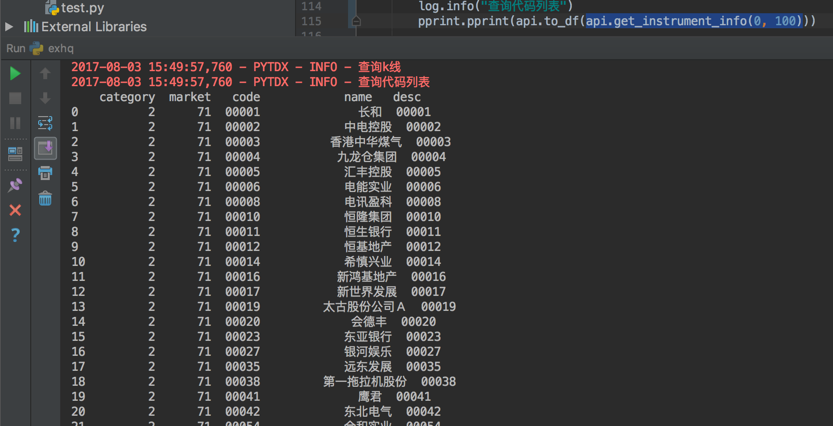 test.py
External Libraries
114 log.info("查询代码列表")
115 pprint.pprint(api.to_df(api.get_instrument_info(0, 100)))
116
Run exhq
2017-08-03 15:49:57,760 - PYTDX - INFO - 查询k线
2017-08-03 15:49:57,760 - PYTDX - INFO - 查询代码列表
category market code name desc
0 2 71 00001 长和 00001
1 2 71 00002 中电控股 00002
2 2 71 00003 香港中华煤气 00003
3 2 71 00004 九龙仓集团 00004
4 2 71 00005 汇丰控股 00005
5 2 71 00006 电能实业 00006
6 2 71 00008 电讯盈科 00008
7 2 71 00010 恒隆集团 00010
8 2 71 00011 恒生银行 00011
9 2 71 00012 恒基地产 00012
10 2 71 00014 希慎兴业 00014
11 2 71 00016 新鸿基地产 00016
12 2 71 00017 新世界发展 00017
13 2 71 00019 太古股份公司Ａ 00019
14 2 71 00020 会德丰 00020
15 2 71 00023 东亚银行 00023
16 2 71 00027 银河娱乐 00027
17 2 71 00035 远东发展 00035
18 2 71 00038 第一拖拉机股份 00038
19 2 71 00041 鹰君 00041
20 2 71 00042 东北电气 00042
21 2 71 00054 合和实业 00054